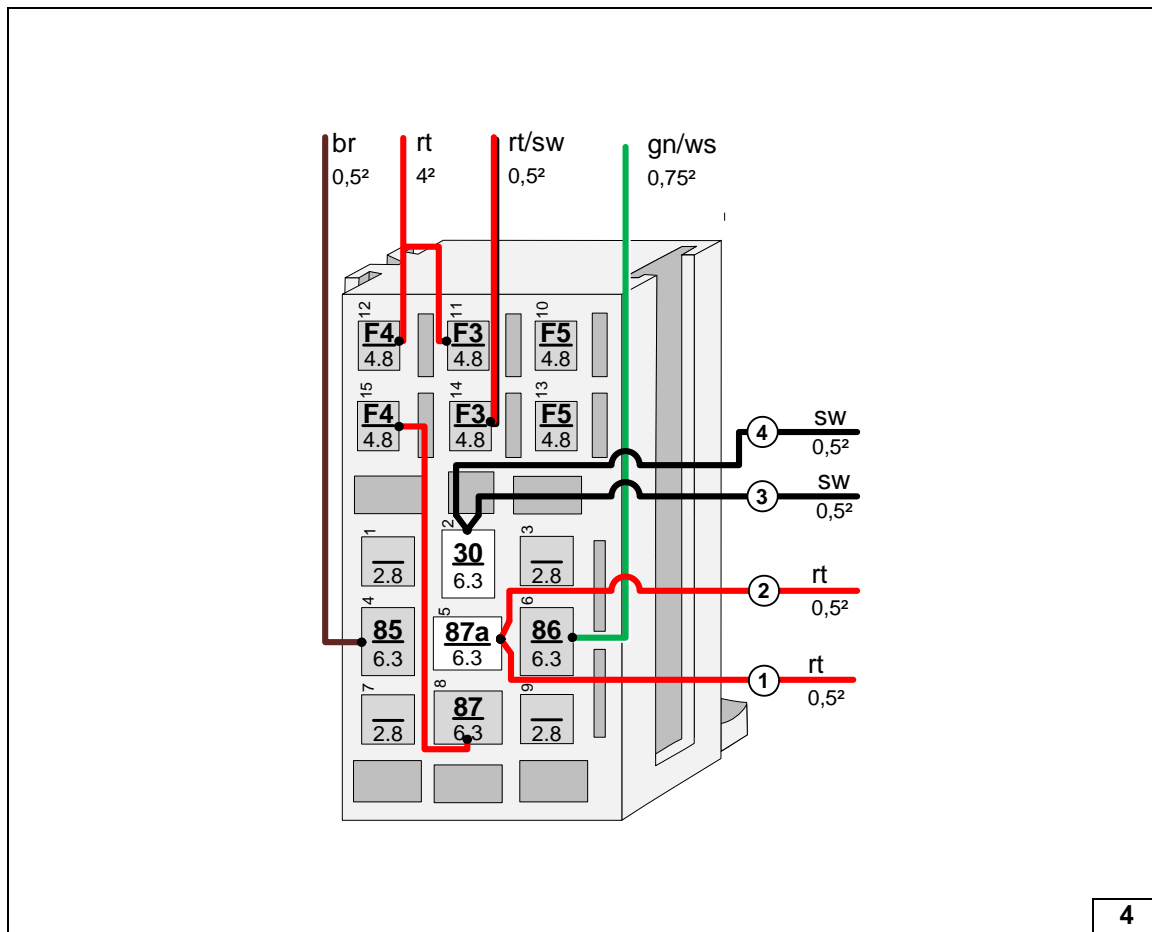 br rt rt/sw gn/ws
0,5² 4² 0,5² 0,75²
12 11 10
F4 F3 F5
4.8 4.8 4.8
15 14 13
F4 F3 F5
4.8 4.8 4.8
4 sw
0,5²
3 sw
0,5²
1 2 3
30
2.8 6.3 2.8
2 rt
0,5²
4 5 6
85 87a 86
6.3 6.3 6.3
1 rt
0,5²
7 8 9
87
2.8 6.3 2.8
4